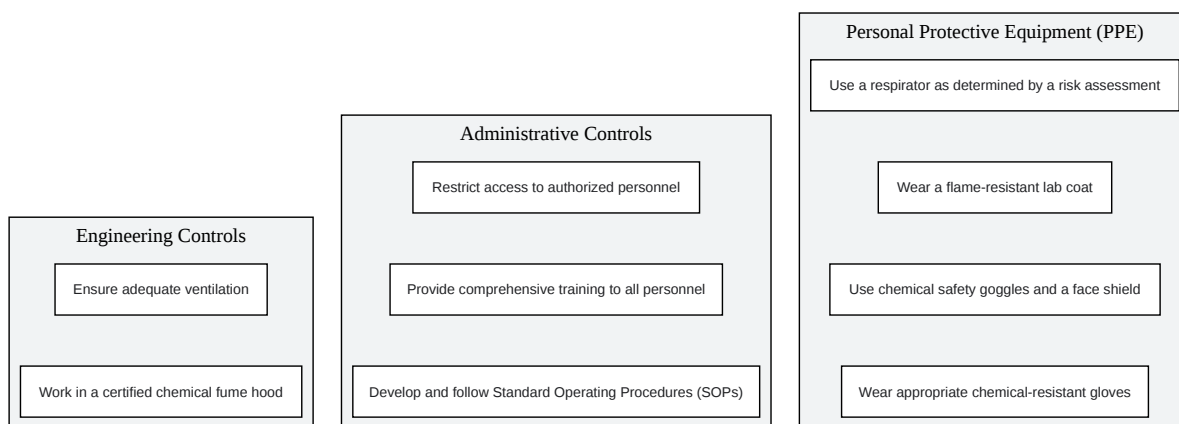 Engineering Controls
Ensure adequate ventilation
Work in a certified chemical fume hood
Administrative Controls
Restrict access to authorized personnel
Provide comprehensive training to all personnel
Develop and follow Standard Operating Procedures (SOPs)
Personal Protective Equipment (PPE)
Use a respirator as determined by a risk assessment
Wear a flame-resistant lab coat
Use chemical safety goggles and a face shield
Wear appropriate chemical-resistant gloves